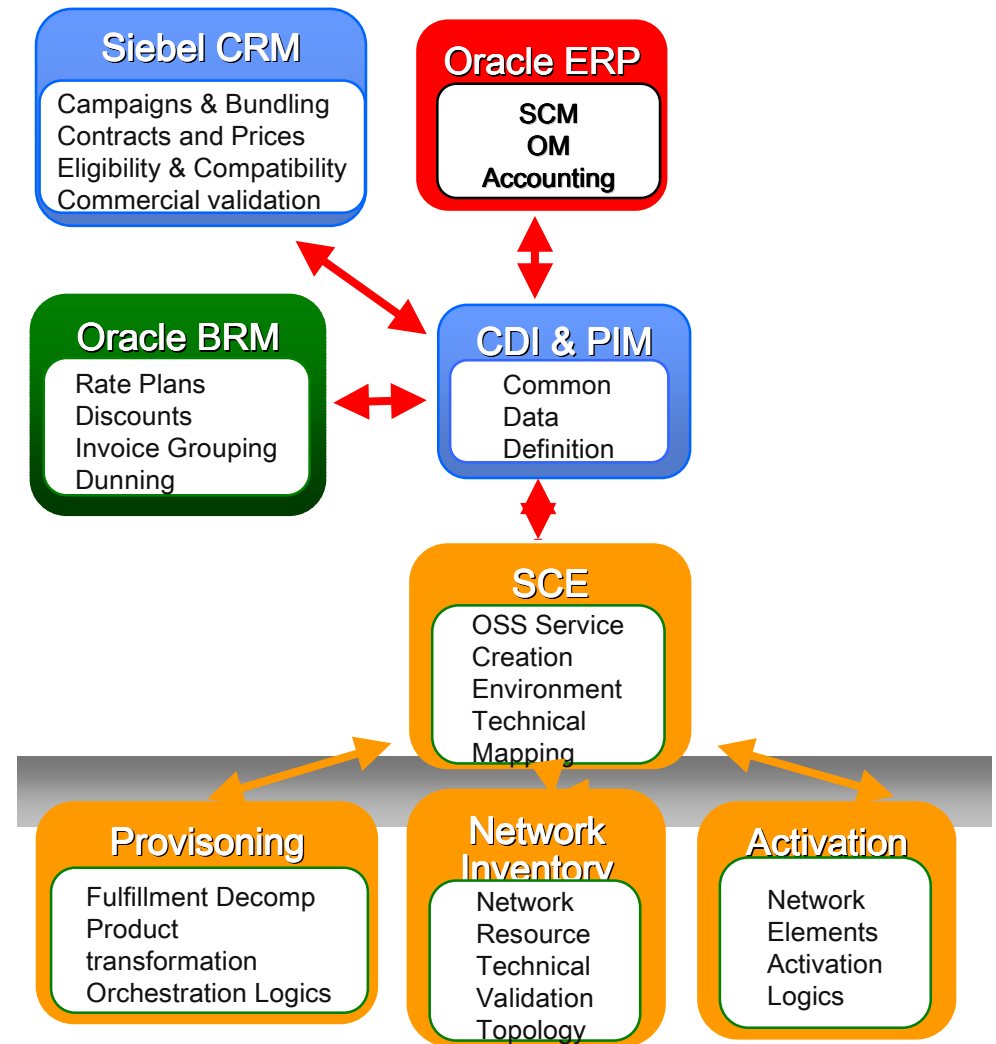 Siebel CRM
Campaigns & Bundling
Contracts and Prices
Eligibility & Compatibility
Commercial validation
Oracle ERP
SCM
OM
Accounting
Oracle BRM
Rate Plans
Discounts
Invoice Grouping
Dunning
CDI & PIM
Common
Data
Definition
SCE
OSS Service
Creation
Environment
Technical
Mapping
Provisoning
Fulfillment Decomp
Product
transformation
Orchestration Logics
Network
Inventory
Network
Resource
Technical
Validation
Topology
Activation
Network
Elements
Activation
Logics